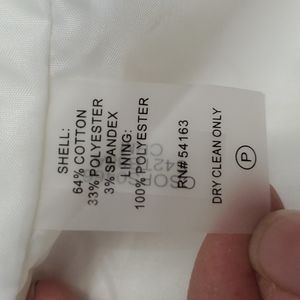 SHELL:
64% COTTON
33% POLYESTER
3% SPANDEX
LINING:
100% POLYESTER
RN# 54163
DRY CLEAN ONLY
P